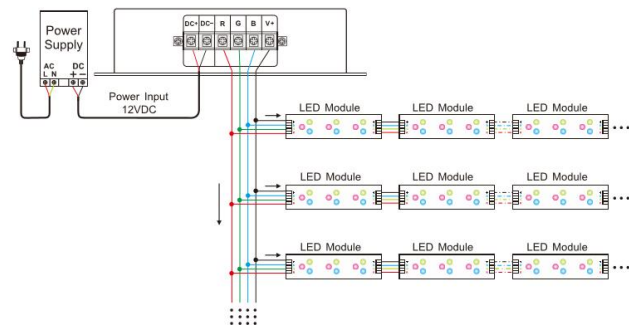 Power
Supply
AC
L N
DC
+ −
DC+ DC− R G B V+
Power Input
12VDC
LED Module LED Module LED Module
LED Module LED Module LED Module
LED Module LED Module LED Module